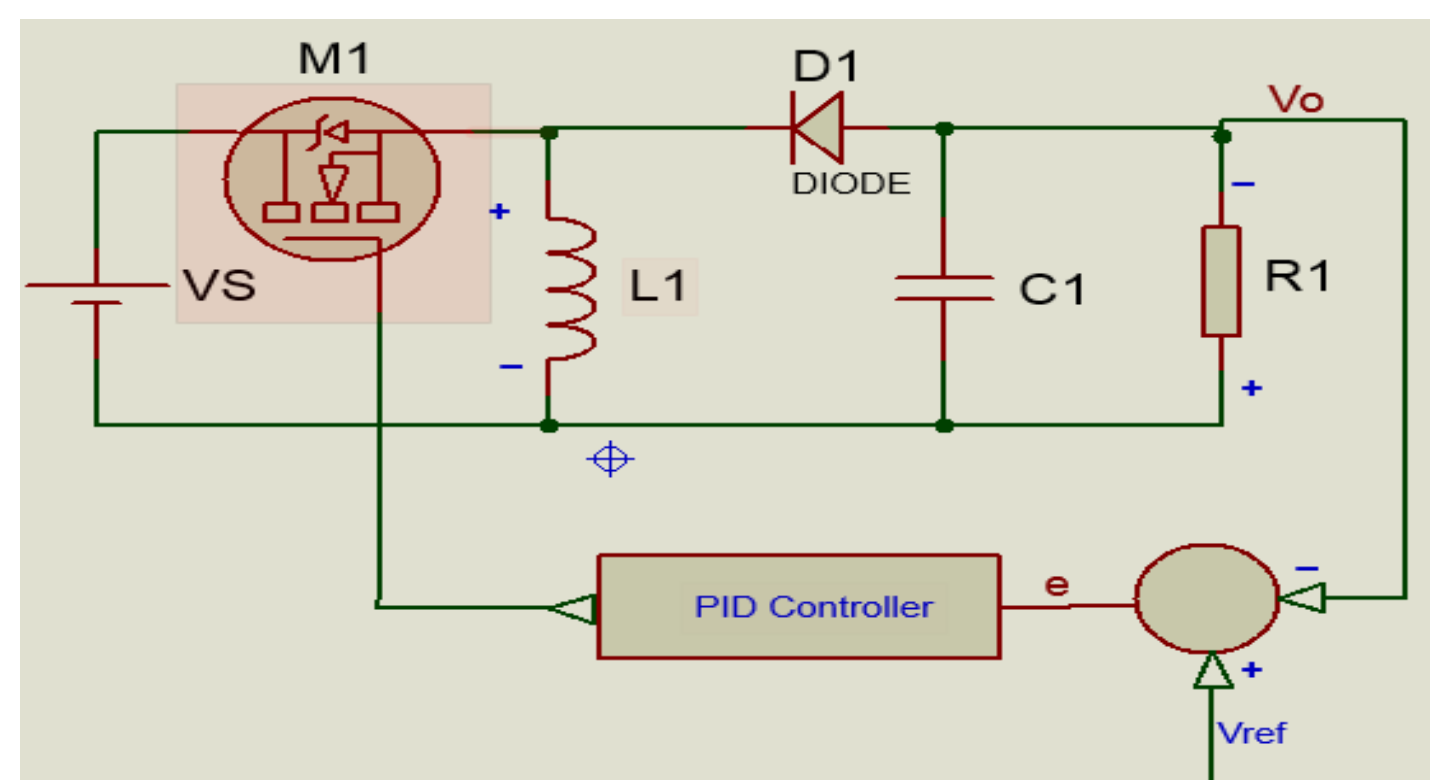 M1
D1
Vo
DIODE
−
+
VS
L1
C1
R1
−
+
PID Controller
e
−
+
Vref